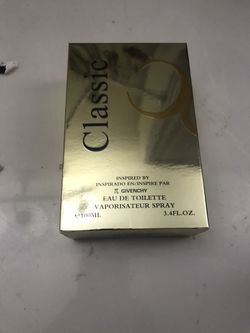 Classic
INSPIRED BY
INSPIRADO EN/INSPIRE PAR
π GIVENCHY
EAU DE TOILETTE
VAPORISATEUR SPRAY
℮100ML 3.4FL.OZ.